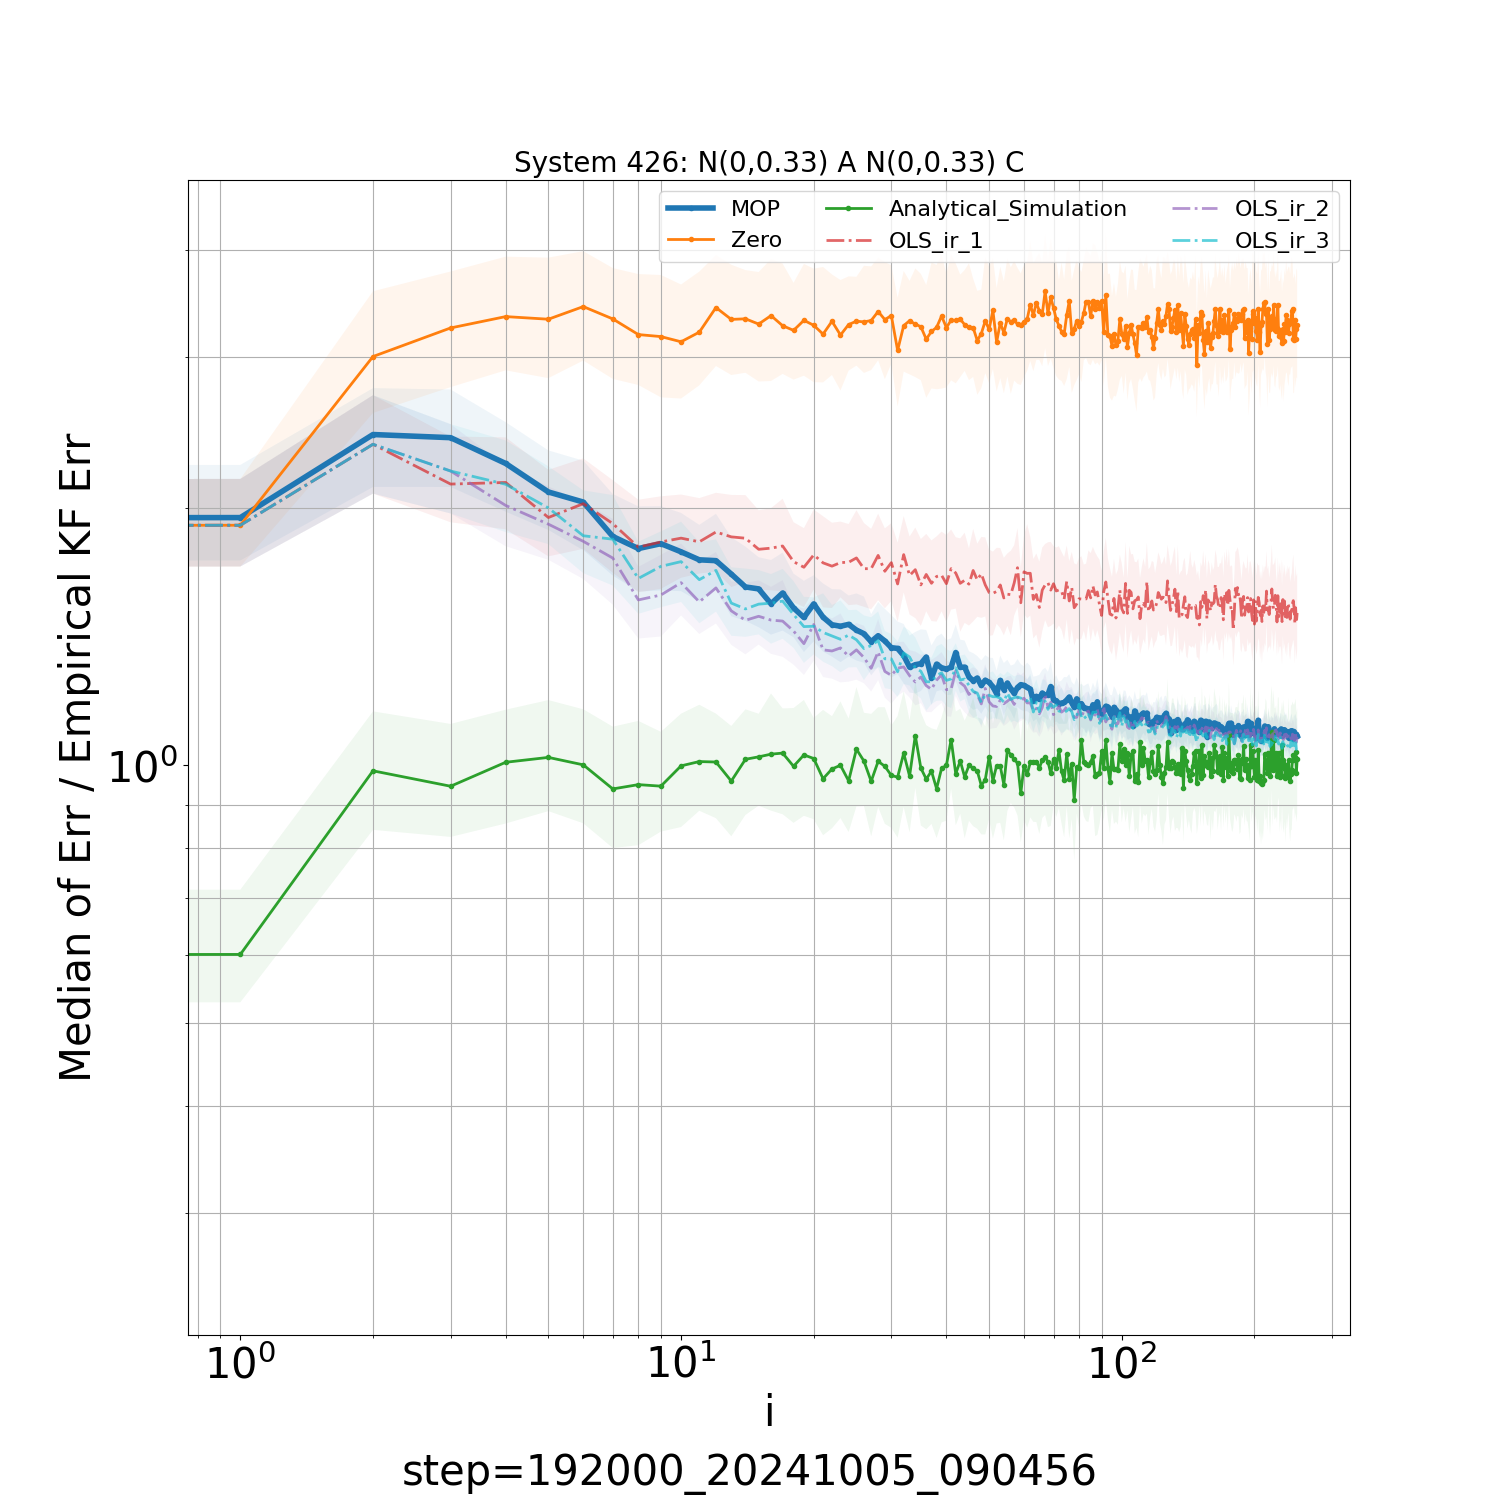 System 426: N(0,0.33) A N(0,0.33) C
MOP
Zero
Analytical_Simulation
OLS_ir_1
OLS_ir_2
OLS_ir_3
Median of Err / Empirical KF Err
10⁰
10⁰ 10¹ 10²
i
step=192000_20241005_090456